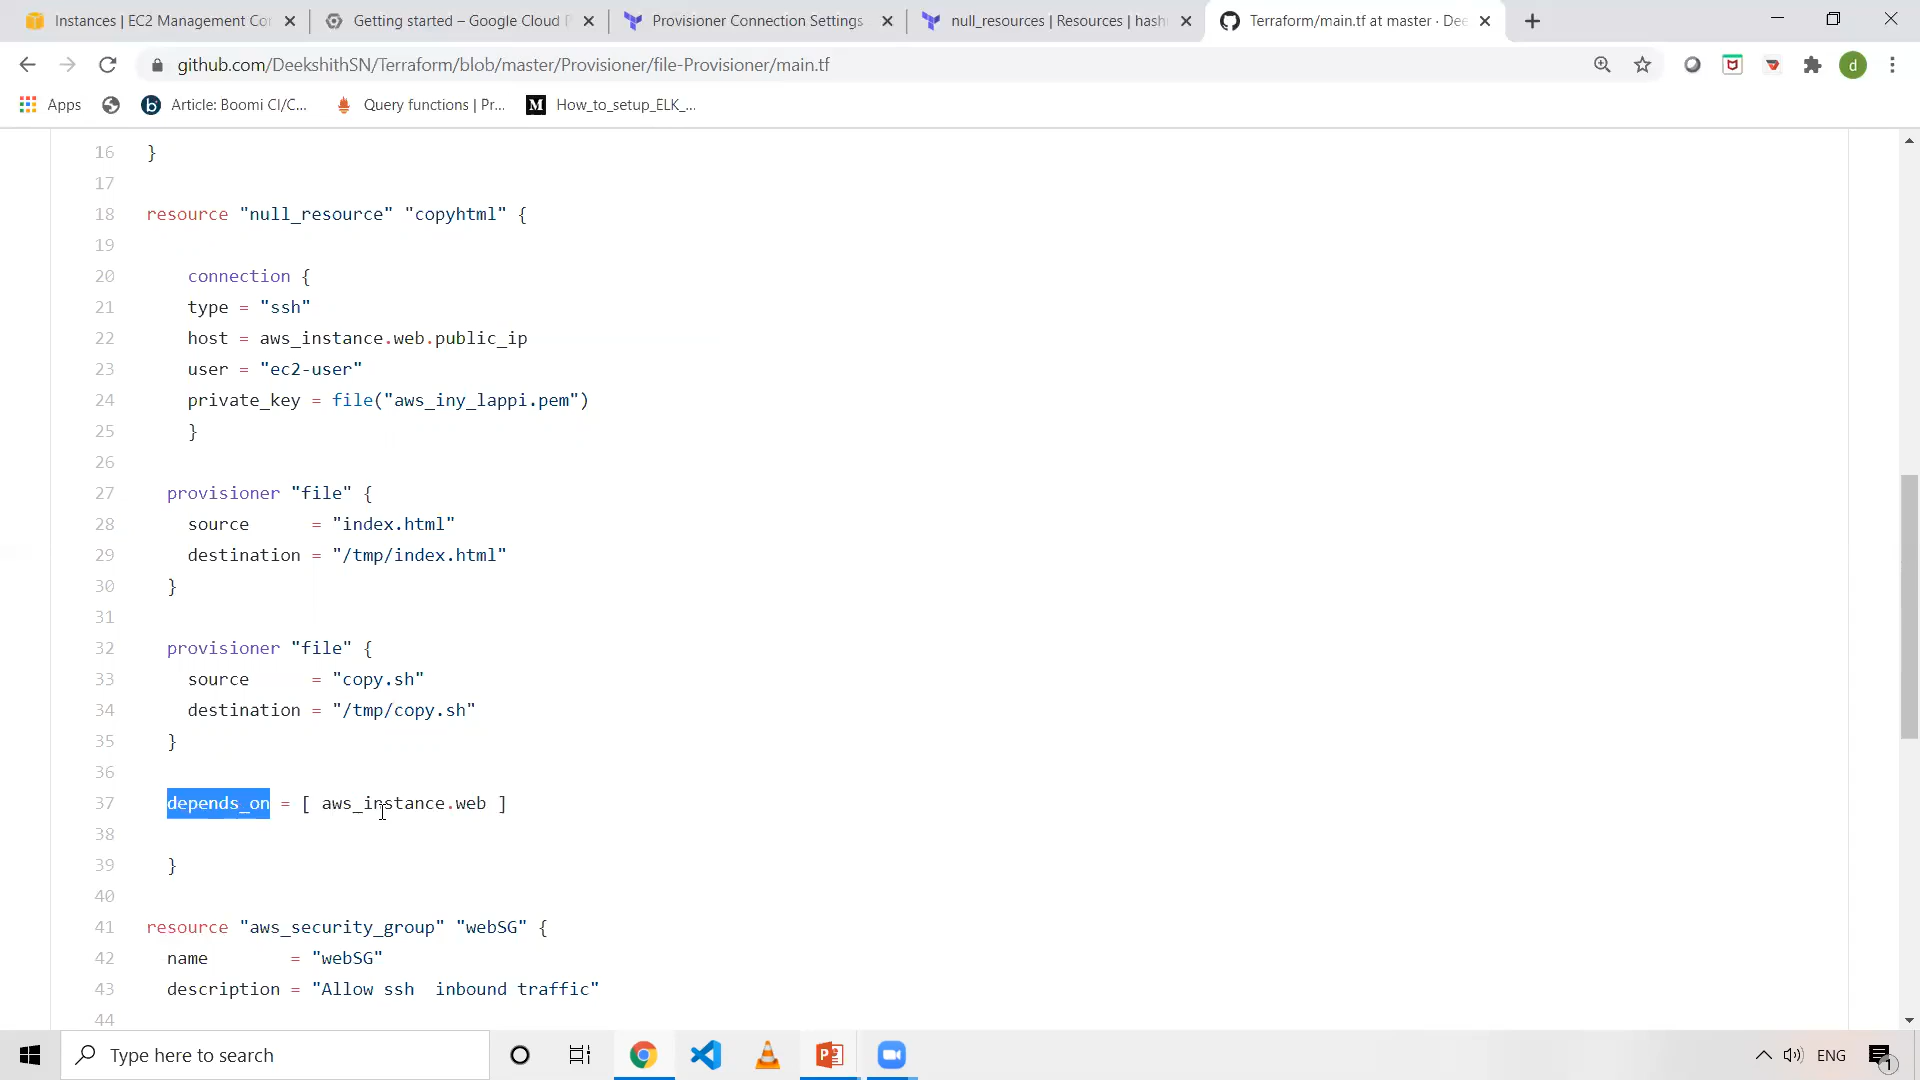 Instances | EC2 Management Con
Getting started – Google Cloud P
Provisioner Connection Settings
null_resources | Resources | hash
Terraform/main.tf at master · Dee
github.com/DeekshithSN/Terraform/blob/master/Provisioner/file-Provisioner/main.tf
d
Apps
Article: Boomi CI/C...
Query functions | Pr...
How_to_setup_ELK_...
16 }
17
18 resource "null_resource" "copyhtml" {
19
20 connection {
21 type = "ssh"
22 host = aws_instance.web.public_ip
23 user = "ec2-user"
24 private_key = file("aws_iny_lappi.pem")
25 }
26
27 provisioner "file" {
28 source      = "index.html"
29 destination = "/tmp/index.html"
30 }
31
32 provisioner "file" {
33 source      = "copy.sh"
34 destination = "/tmp/copy.sh"
35 }
36
37 depends_on = [ aws_instance.web ]
38
39 }
40
41 resource "aws_security_group" "webSG" {
42 name        = "webSG"
43 description = "Allow ssh  inbound traffic"
44
Type here to search
ENG
1